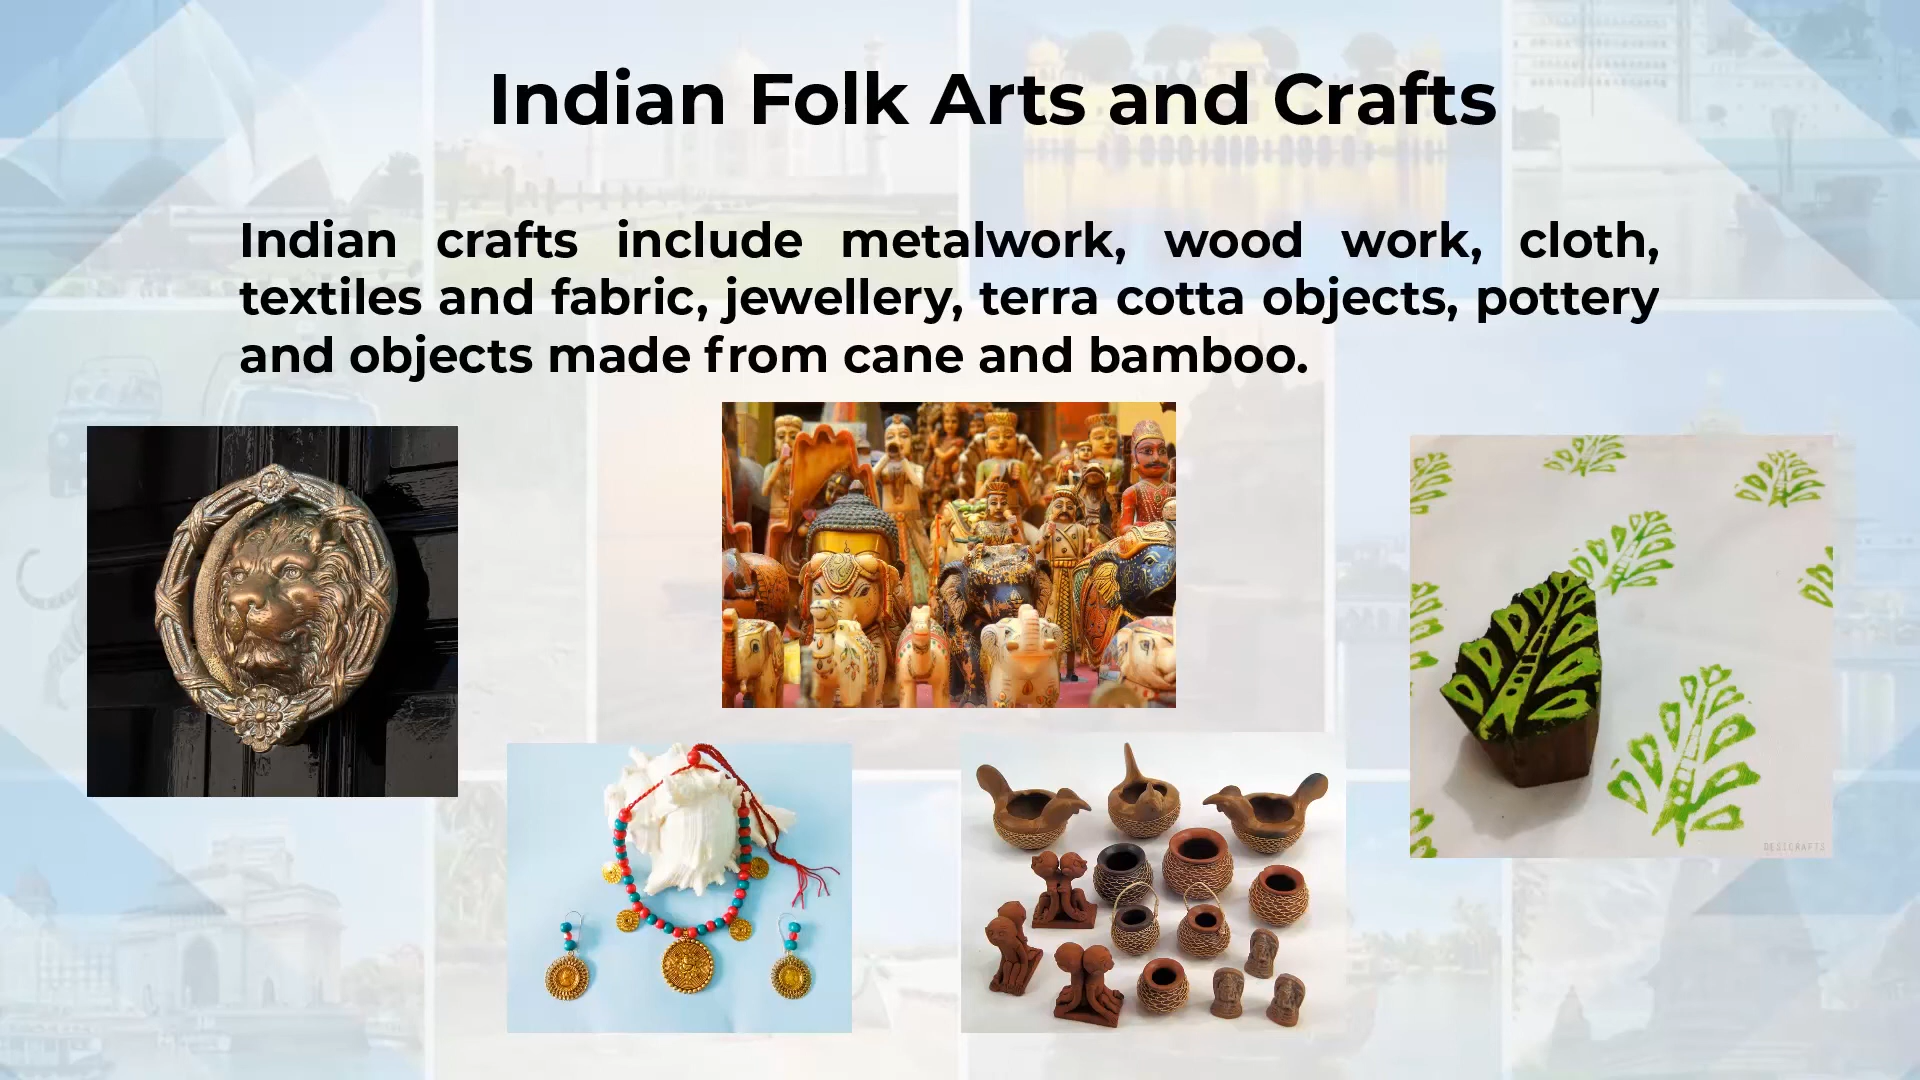 Indian Folk Arts and Crafts
Indian crafts include metalwork, wood work, cloth,
textiles and fabric, jewellery, terra cotta objects, pottery
and objects made from cane and bamboo.
DESICRAFTS